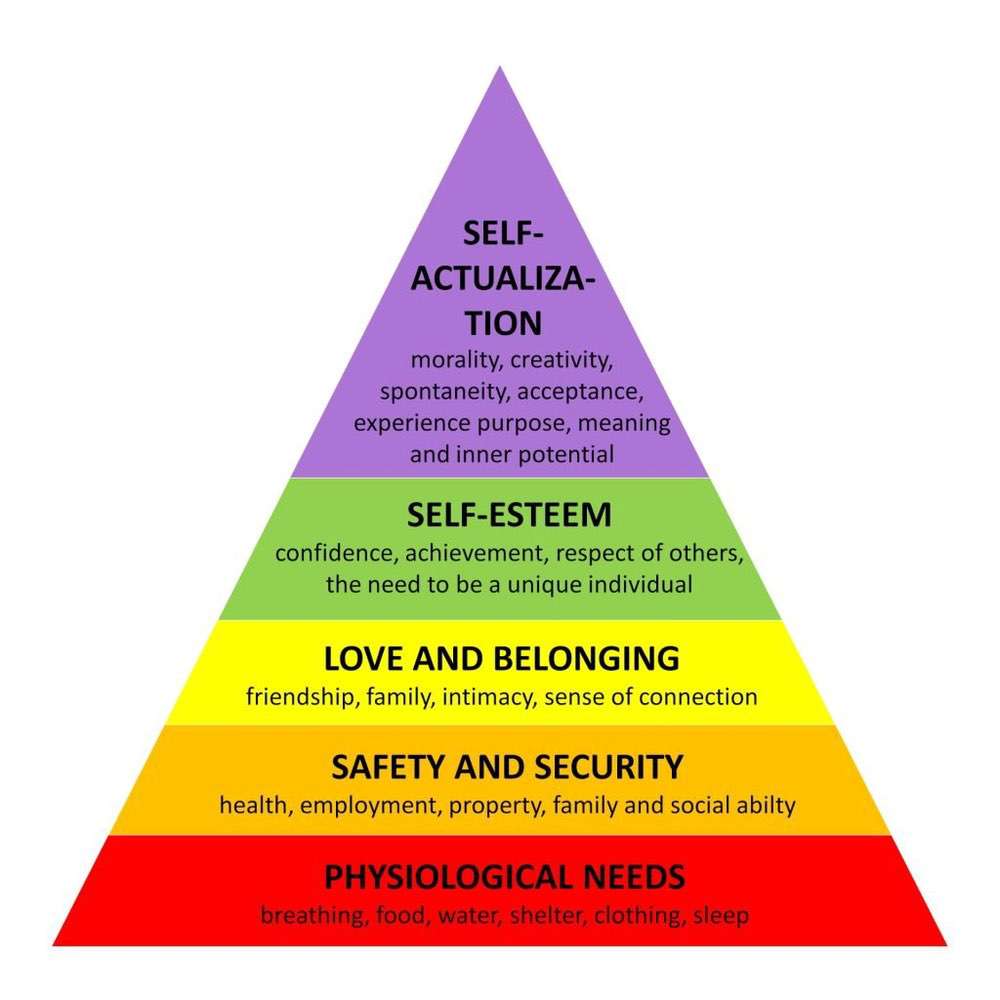 SELF-
ACTUALIZA-
TION
morality, creativity,
spontaneity, acceptance,
experience purpose, meaning
and inner potential
SELF-ESTEEM
confidence, achievement, respect of others,
the need to be a unique individual
LOVE AND BELONGING
friendship, family, intimacy, sense of connection
SAFETY AND SECURITY
health, employment, property, family and social abilty
PHYSIOLOGICAL NEEDS
breathing, food, water, shelter, clothing, sleep